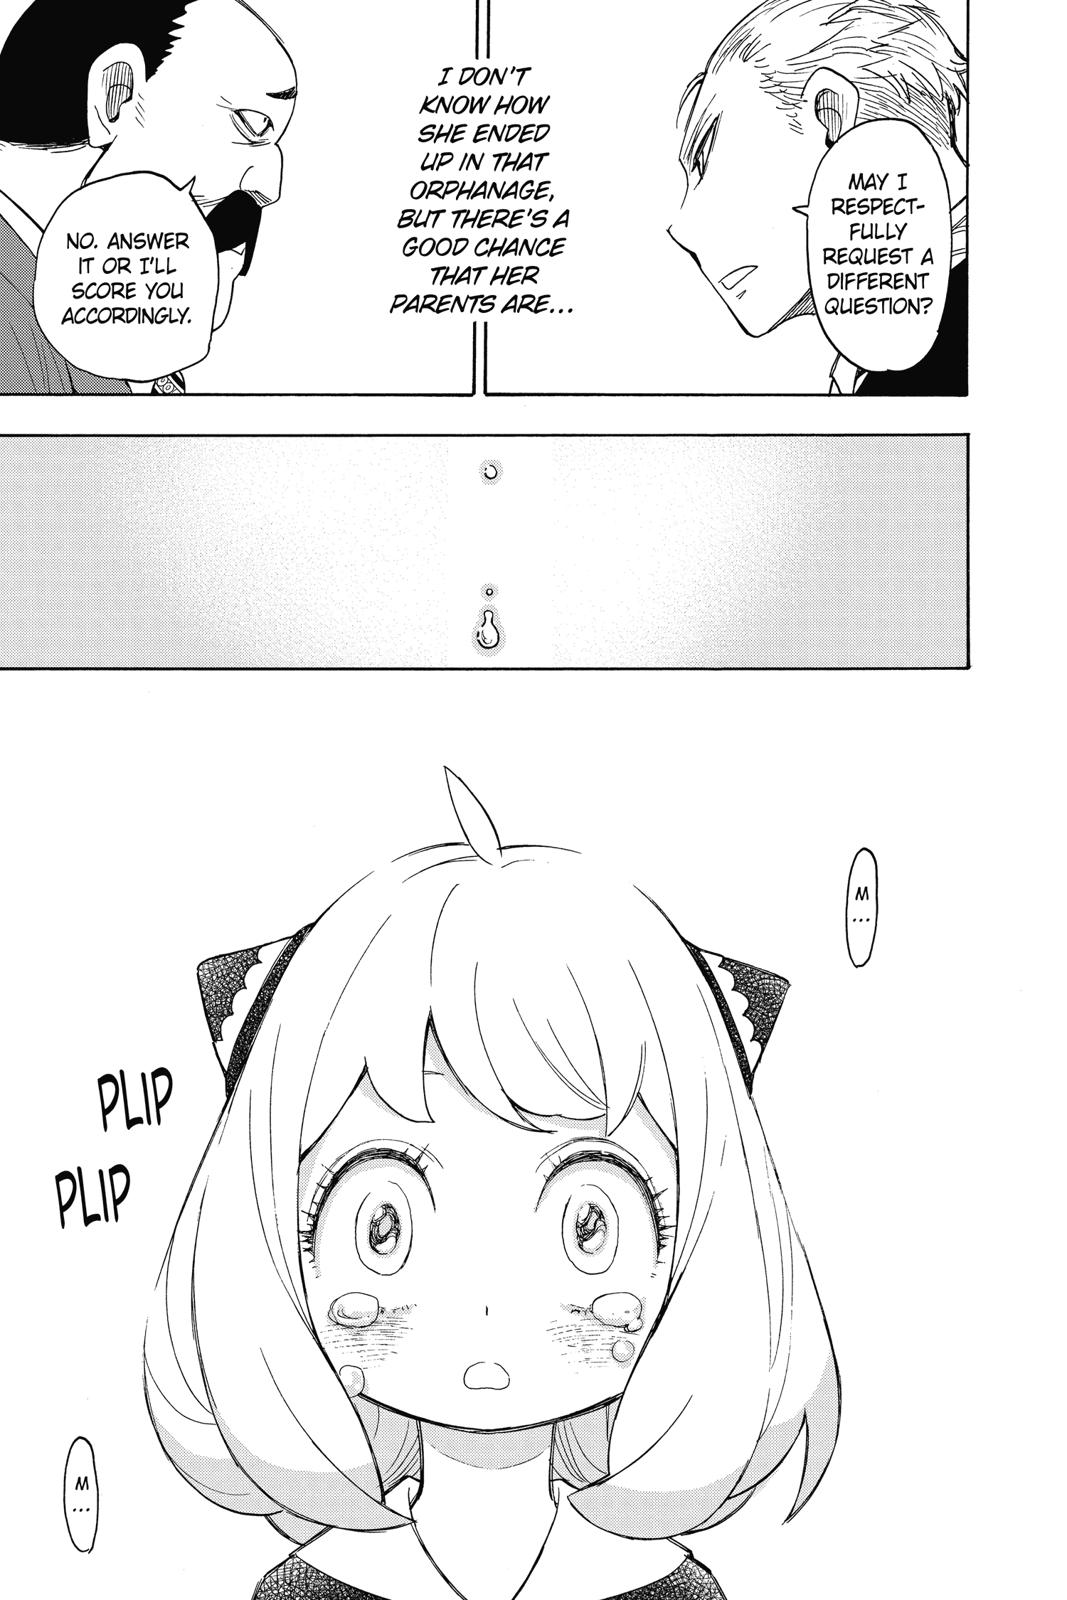 MAY I
RESPECT-
FULLY
REQUEST A
DIFFERENT
QUESTION?
I DON'T
KNOW HOW
SHE ENDED
UP IN THAT
ORPHANAGE,
BUT THERE'S A
GOOD CHANCE
THAT HER
PARENTS ARE...
NO. ANSWER
IT OR I'LL
SCORE YOU
ACCORDINGLY.
M
...
PLIP
PLIP
M
...